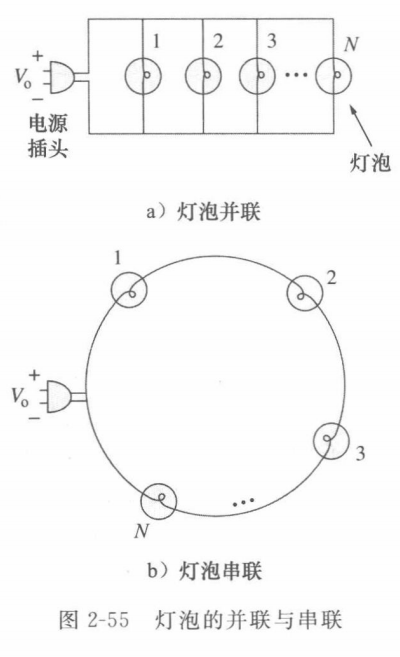 1 2 3 N
+
V₀
−
电源
插头
灯泡
a）灯泡并联
1
2
+
V₀
−
3
...
N
b）灯泡串联
图 2-55 灯泡的并联与串联